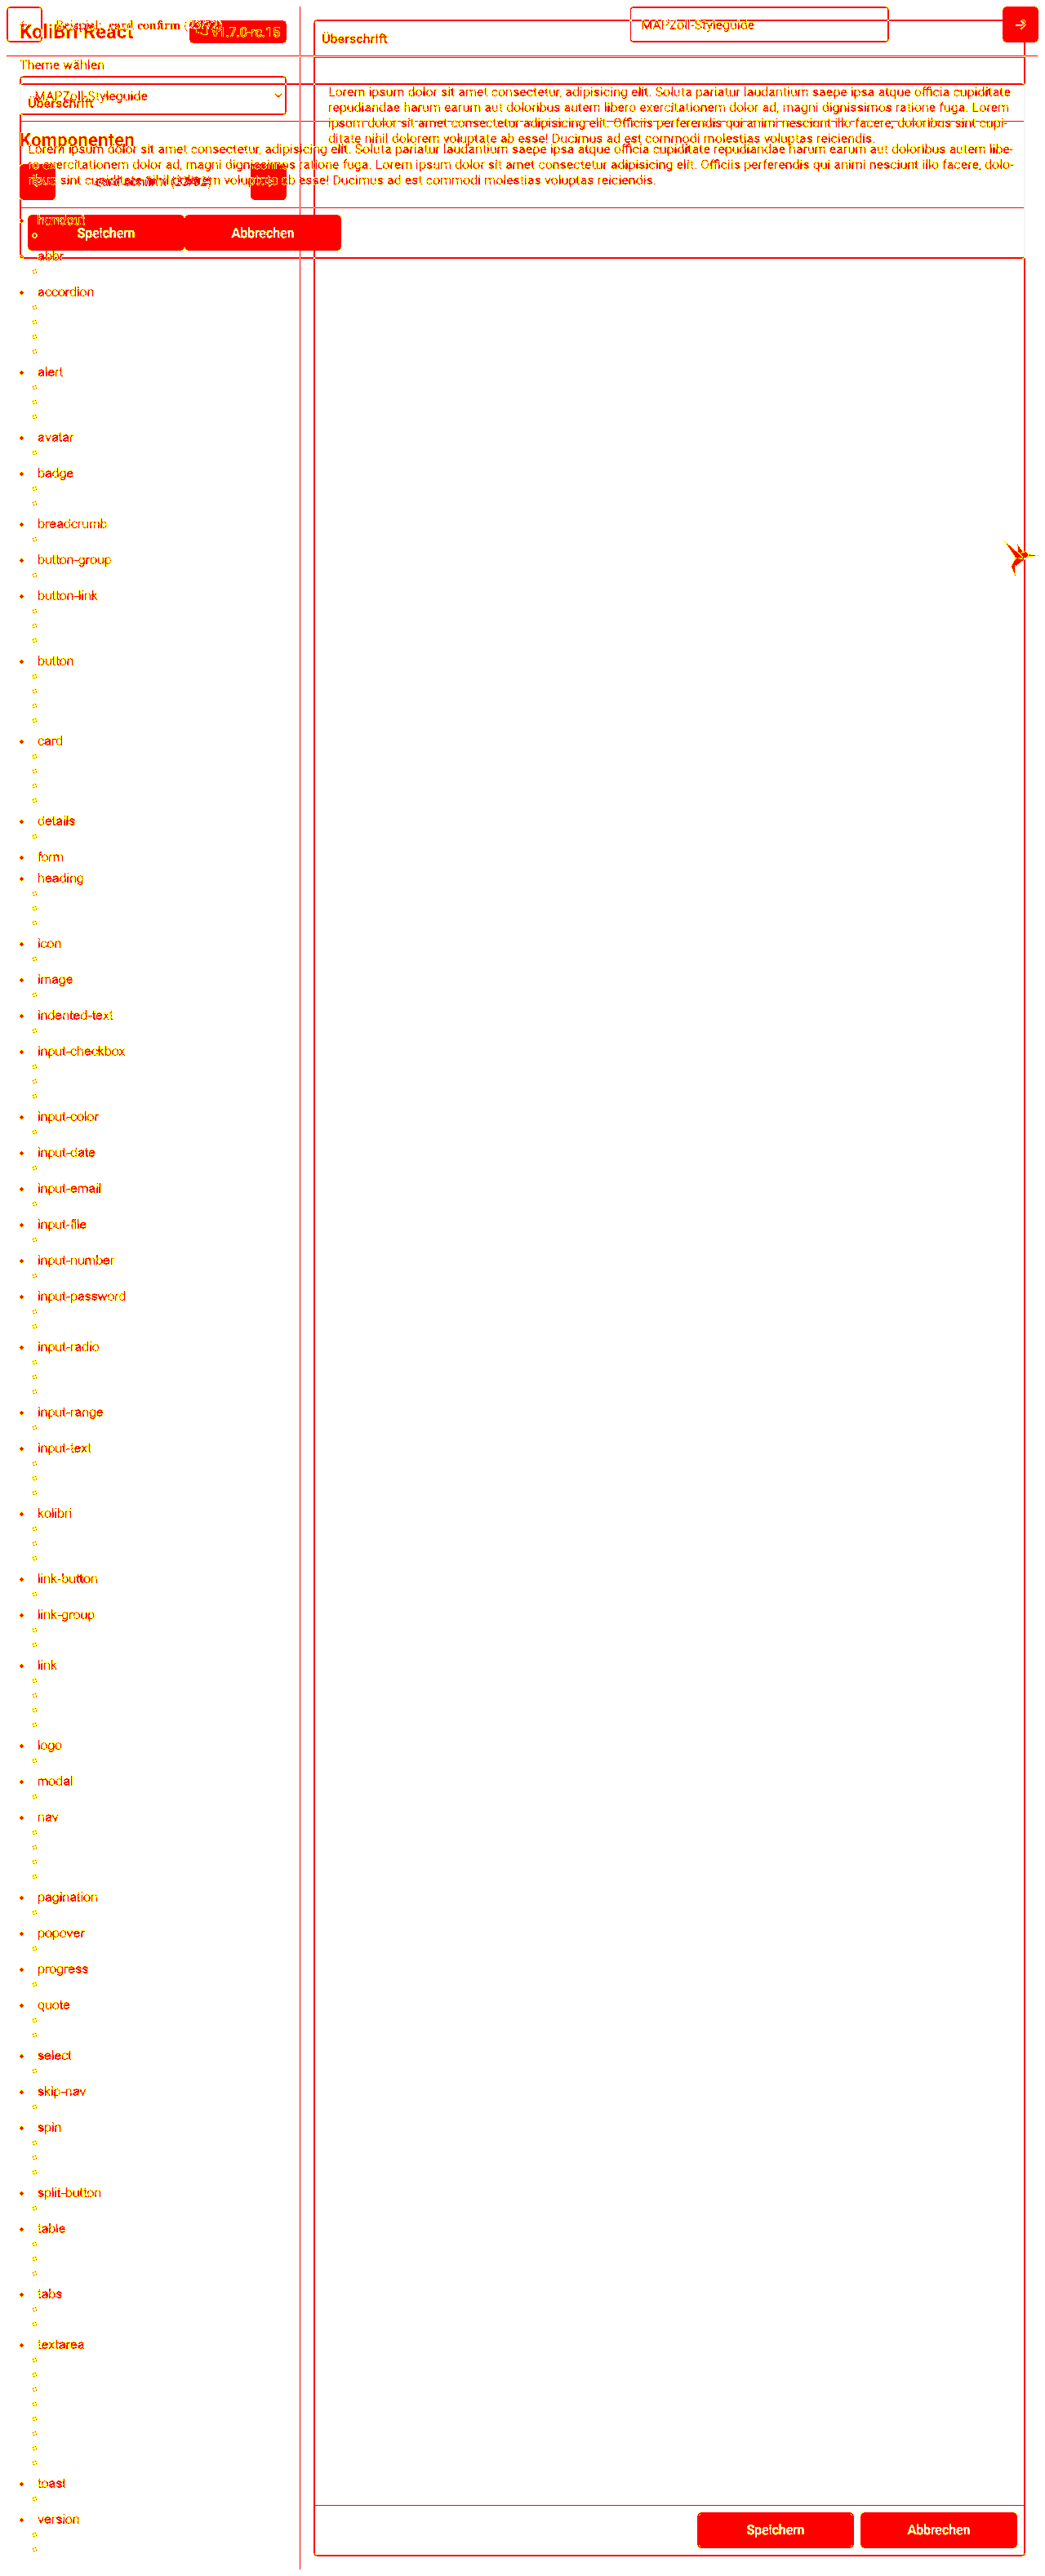 KoliBri React
v1.7.0-rc.16
MAPZoll-Styleguide
Überschrift
Theme wählen
MAPZoll-Styleguide
Überschrift
Lorem ipsum dolor sit amet consectetur, adipisicing elit. Soluta pariatur laudantium saepe ipsa atque officia cupiditate
repudiandae harum earum aut doloribus autem libero exercitationem dolor ad, magni dignissimos ratione fuga. Lorem
ipsum dolor sit amet consectetur adipisicing elit. Officiis perferendis qui animi nesciunt illo facere, doloribus sint cupi-
ditate nihil dolorem voluptate ab esse! Ducimus ad est commodi molestias voluptas reiciendis.
Komponenten
Lorem ipsum dolor sit amet consectetur, adipisicing elit. Soluta pariatur laudantium saepe ipsa atque officia cupiditate repudiandae harum earum aut doloribus autem libe-
ro exercitationem dolor ad, magni dignissimos ratione fuga. Lorem ipsum dolor sit amet consectetur adipisicing elit. Officiis perferendis qui animi nesciunt illo facere, dolo-
ribus sint cupiditate nihil dolorem voluptate ab esse! Ducimus ad est commodi molestias voluptas reiciendis.
Speichern
Abbrechen
abbr
accordion
alert
avatar
badge
breadcrumb
button-group
button-link
button
card
details
form
heading
icon
image
indented-text
input-checkbox
input-color
input-date
input-email
input-file
input-number
input-password
input-radio
input-range
input-text
kolibri
link-button
link-group
link
logo
modal
nav
pagination
popover
progress
quote
select
skip-nav
spin
split-button
table
tabs
textarea
toast
version
Speichern
Abbrechen